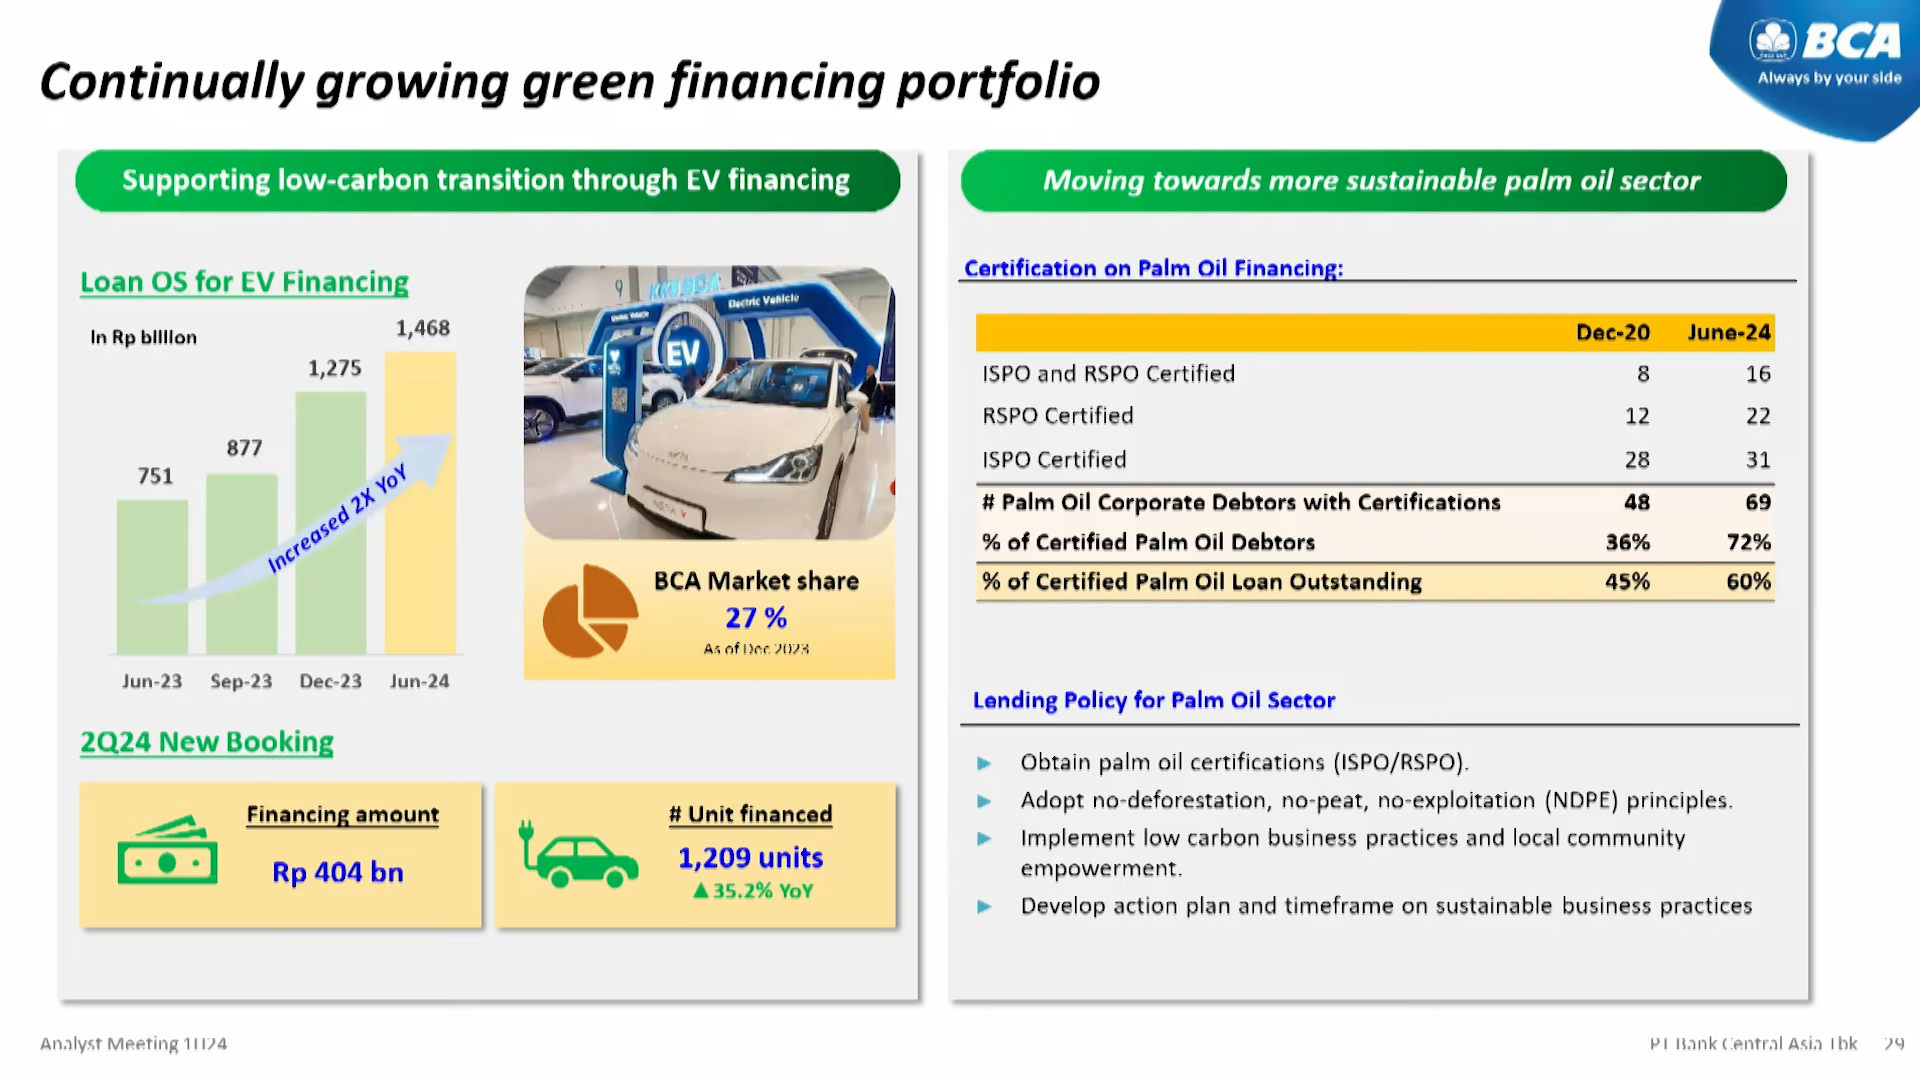 BCA
Always by your side
Continually growing green financing portfolio
Supporting low-carbon transition through EV financing
Loan OS for EV Financing
In Rp billion
751
877
1,275
1,468
Increased 2X YoY
Jun-23 Sep-23 Dec-23 Jun-24
KKB BCA
Electric Vehicle
Electric Vehicle
EV
BCA Market share
27 %
As of Dec 2023
2Q24 New Booking
Financing amount
Rp 404 bn
# Unit financed
1,209 units
▲35.2% YoY
Moving towards more sustainable palm oil sector
Certification on Palm Oil Financing:
Dec-20 June-24
ISPO and RSPO Certified 8 16
RSPO Certified 12 22
ISPO Certified 28 31
# Palm Oil Corporate Debtors with Certifications 48 69
% of Certified Palm Oil Debtors 36% 72%
% of Certified Palm Oil Loan Outstanding 45% 60%
Lending Policy for Palm Oil Sector
Obtain palm oil certifications (ISPO/RSPO).
Adopt no-deforestation, no-peat, no-exploitation (NDPE) principles.
Implement low carbon business practices and local community
empowerment.
Develop action plan and timeframe on sustainable business practices
Analyst Meeting 1H24
PT Bank Central Asia Tbk 29